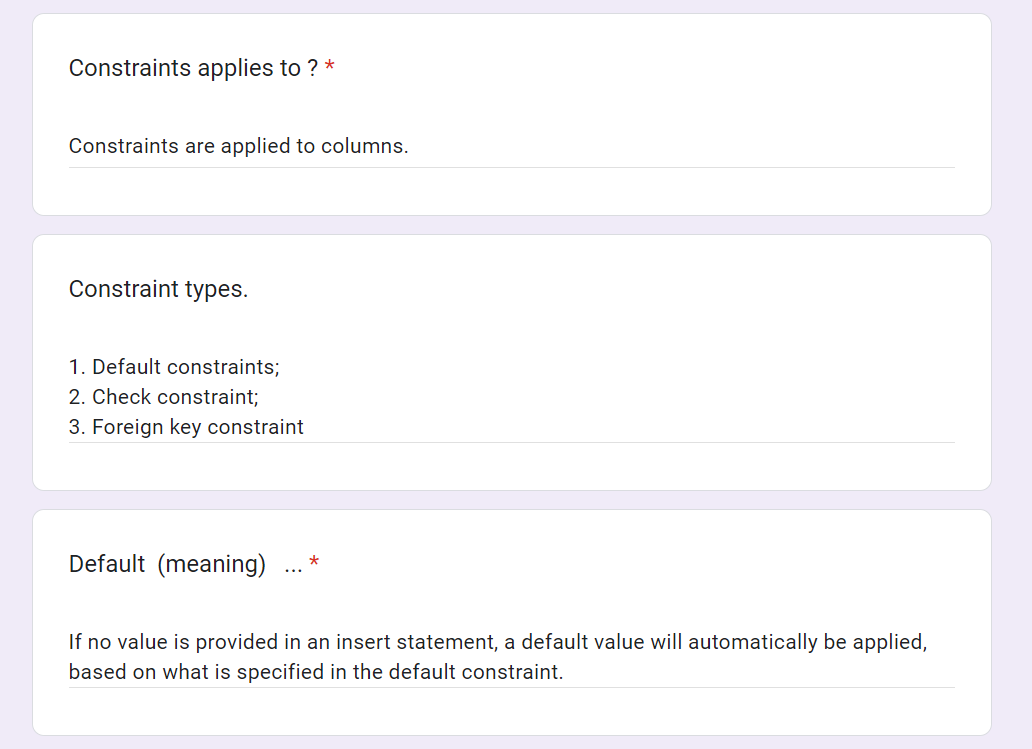 Constraints applies to ? *
Constraints are applied to columns.
Constraint types.
1. Default constraints;
2. Check constraint;
3. Foreign key constraint
Default  (meaning)   ... *
If no value is provided in an insert statement, a default value will automatically be applied,
based on what is specified in the default constraint.